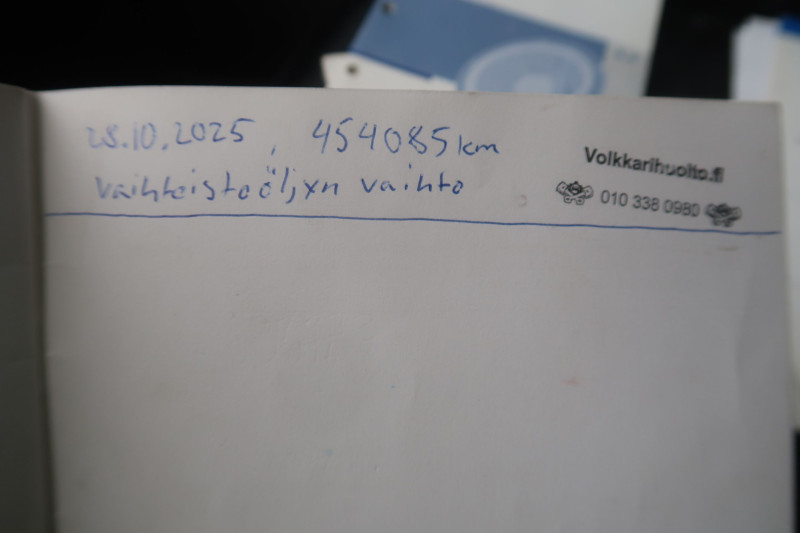 28.10.2025, 454085km
vaihteistoöljyn vaihto
Volkkarihuolto.fi
010 338 0980